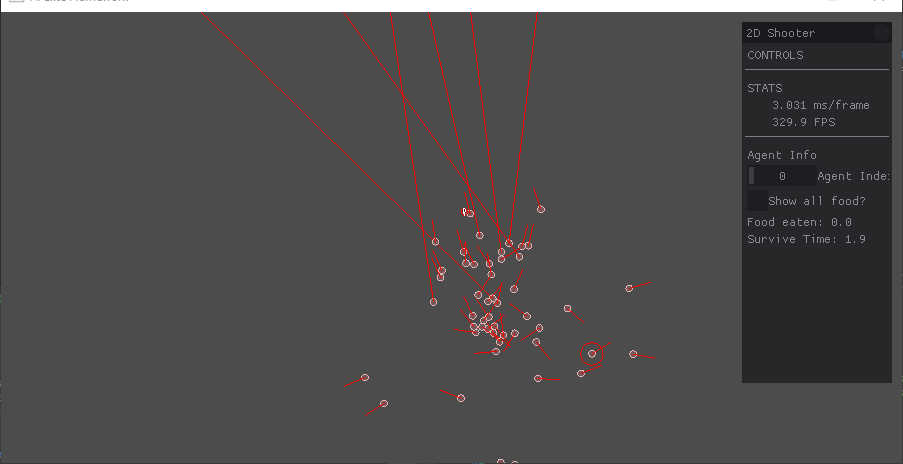 2D Shooter
CONTROLS
STATS
3.031 ms/frame
329.9 FPS
Agent Info
0 Agent Inde
Show all food?
Food eaten: 0.0
Survive Time: 1.9